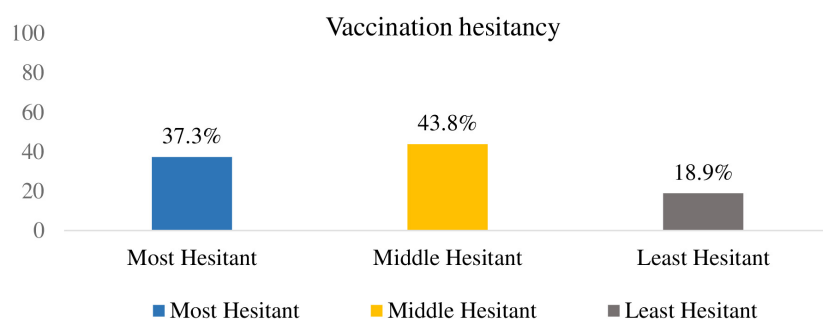 Vaccination hesitancy
100
80
60
40
20
0
37.3%
43.8%
18.9%
Most Hesitant
Middle Hesitant
Least Hesitant
Most Hesitant
Middle Hesitant
Least Hesitant